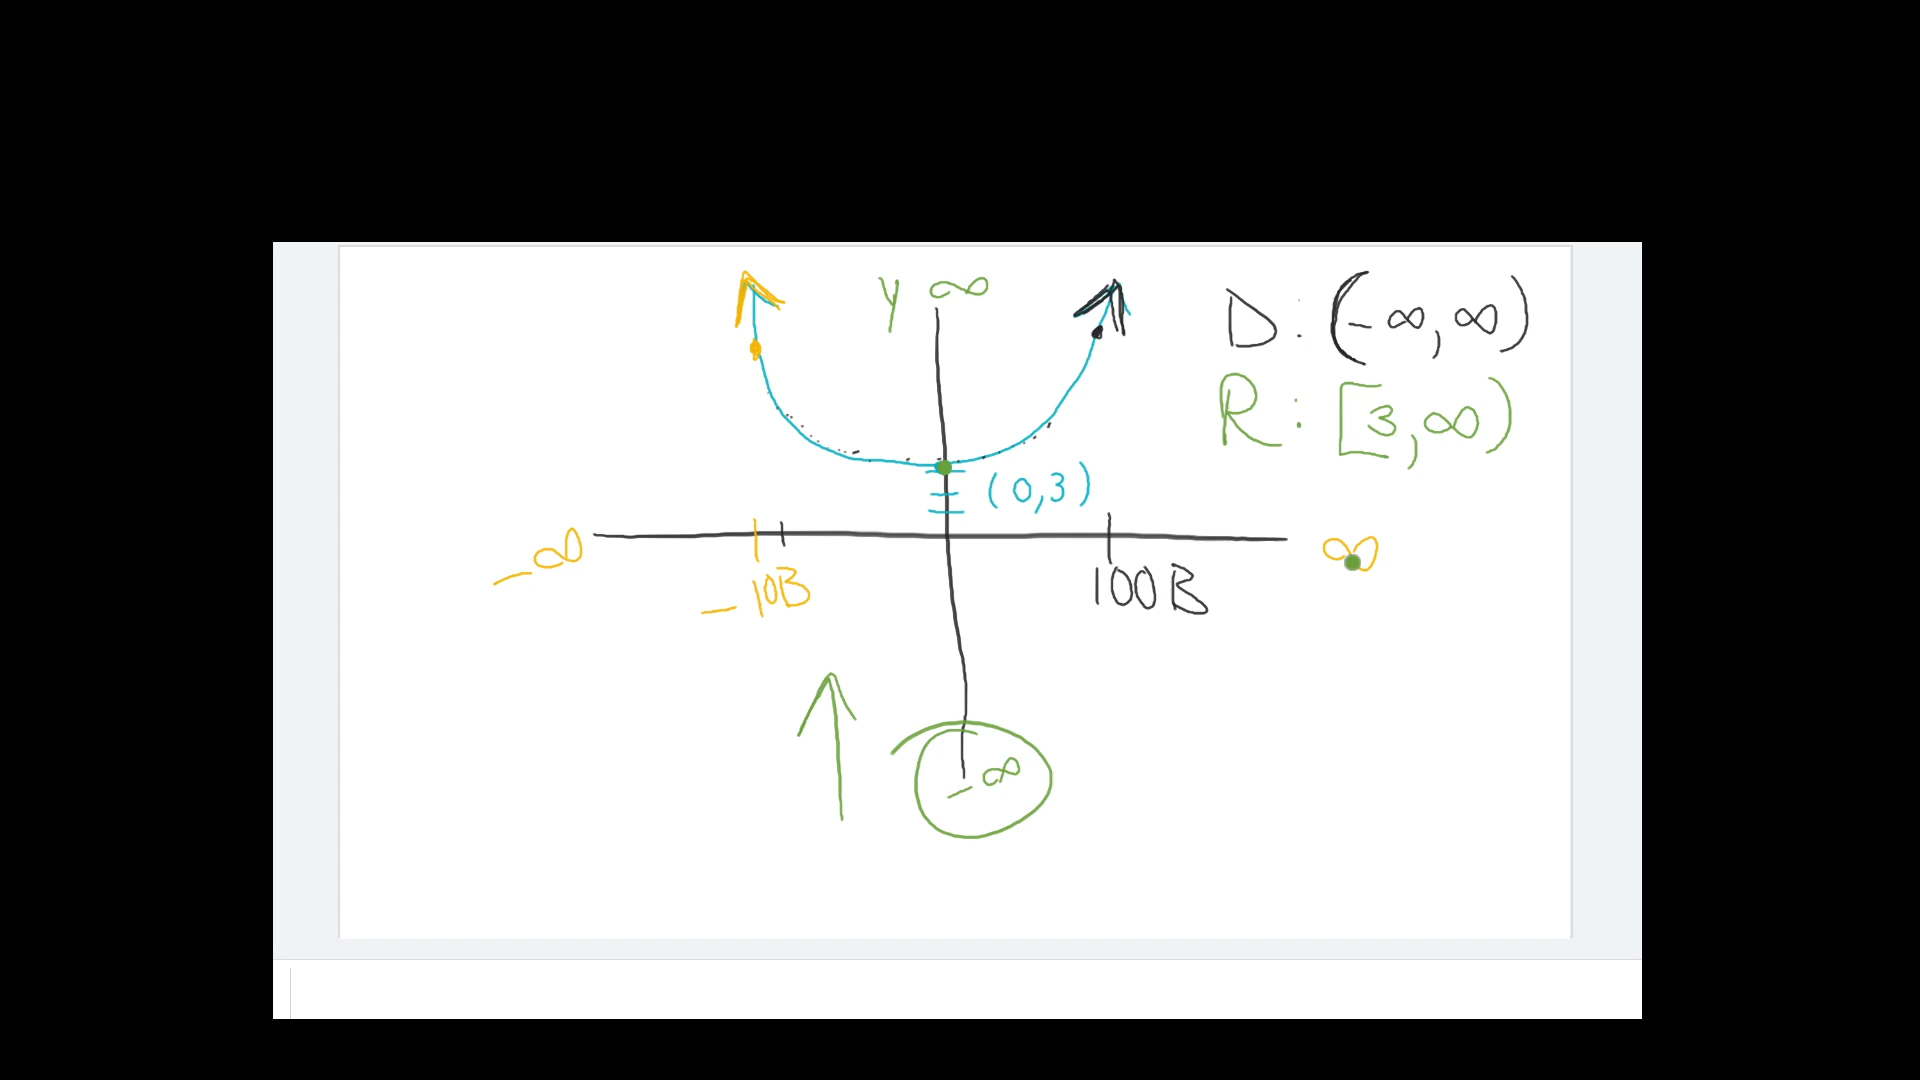 y ∞
D : (-∞, ∞)
R : [3, ∞)
(0,3)
-∞
∞
-10B
100B
-∞